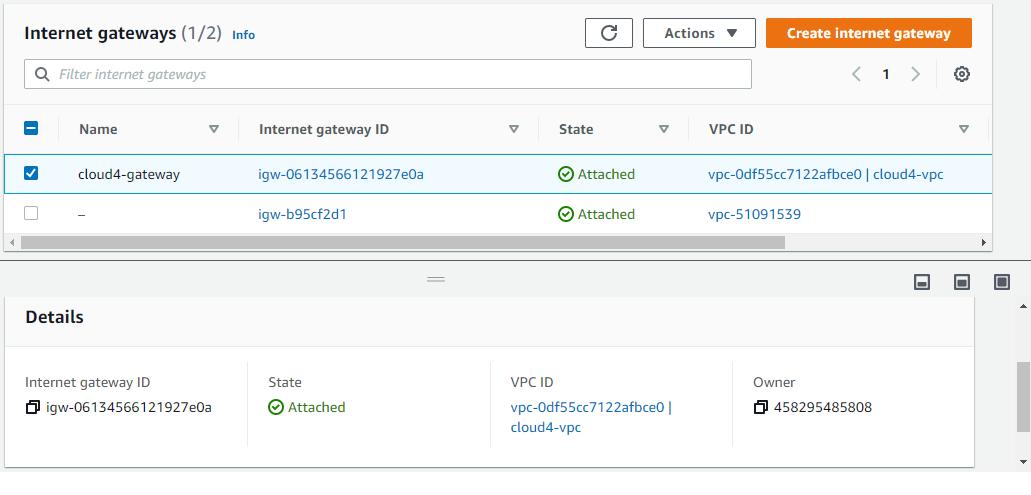 Internet gateways (1/2) Info
Actions
Create internet gateway
Filter internet gateways
1
Name Internet gateway ID State VPC ID
cloud4-gateway igw-06134566121927e0a Attached vpc-0df55cc7122afbce0 | cloud4-vpc
– igw-b95cf2d1 Attached vpc-51091539
Details
Internet gateway ID State VPC ID Owner
igw-06134566121927e0a Attached vpc-0df55cc7122afbce0 | 458295485808
cloud4-vpc